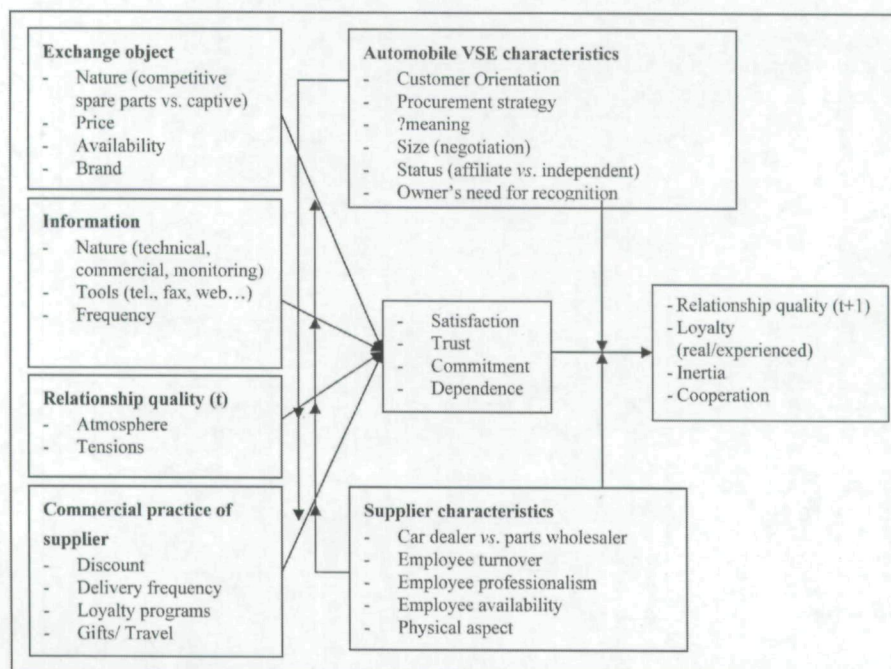 Exchange object
- Nature (competitive
spare parts vs. captive)
- Price
- Availability
- Brand
Information
- Nature (technical,
commercial, monitoring)
- Tools (tel., fax, web…)
- Frequency
Relationship quality (t)
- Atmosphere
- Tensions
Commercial practice of
supplier
- Discount
- Delivery frequency
- Loyalty programs
- Gifts/ Travel
Automobile VSE characteristics
- Customer Orientation
- Procurement strategy
- ?meaning
- Size (negotiation)
- Status (affiliate vs. independent)
- Owner's need for recognition
- Satisfaction
- Trust
- Commitment
- Dependence
Supplier characteristics
- Car dealer vs. parts wholesaler
- Employee turnover
- Employee professionalism
- Employee availability
- Physical aspect
- Relationship quality (t+1)
- Loyalty
(real/experienced)
- Inertia
- Cooperation